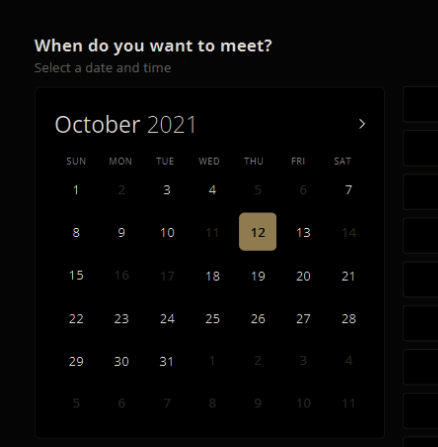 When do you want to meet?
Select a date and time
October 2021
SUN MON TUE WED THU FRI SAT
1 2 3 4 5 6 7
8 9 10 11 12 13 14
15 16 17 18 19 20 21
22 23 24 25 26 27 28
29 30 31 1 2 3 4
5 6 7 8 9 10 11